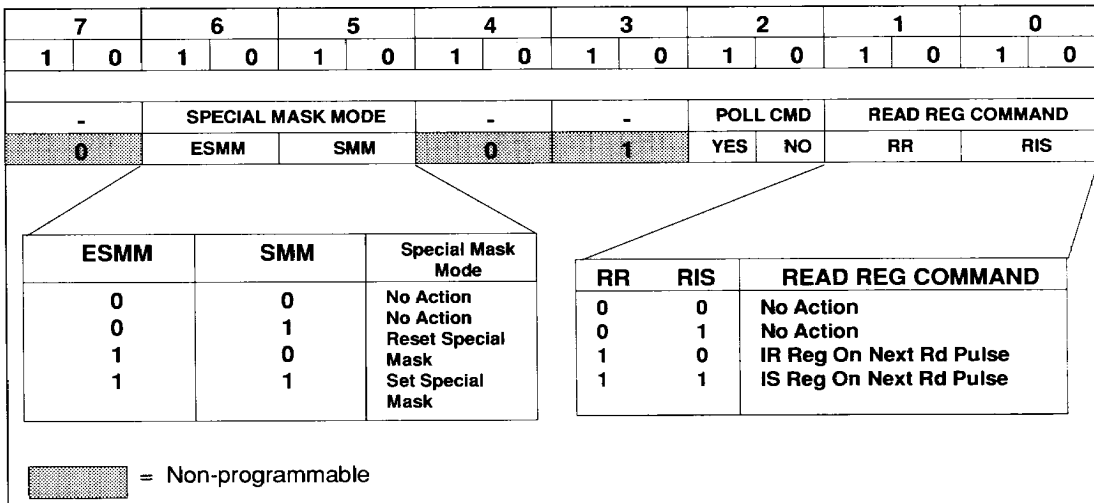 7 6 5 4 3 2 1 0
1 0 1 0 1 0 1 0 1 0 1 0 1 0 1 0
- SPECIAL MASK MODE - - POLL CMD READ REG COMMAND
0 ESMM SMM 0 1 YES NO RR RIS
ESMM SMM Special Mask
Mode
0 0 No Action
0 1 No Action
1 0 Reset Special
Mask
1 1 Set Special
Mask
RR RIS READ REG COMMAND
0 0 No Action
0 1 No Action
1 0 IR Reg On Next Rd Pulse
1 1 IS Reg On Next Rd Pulse
= Non-programmable